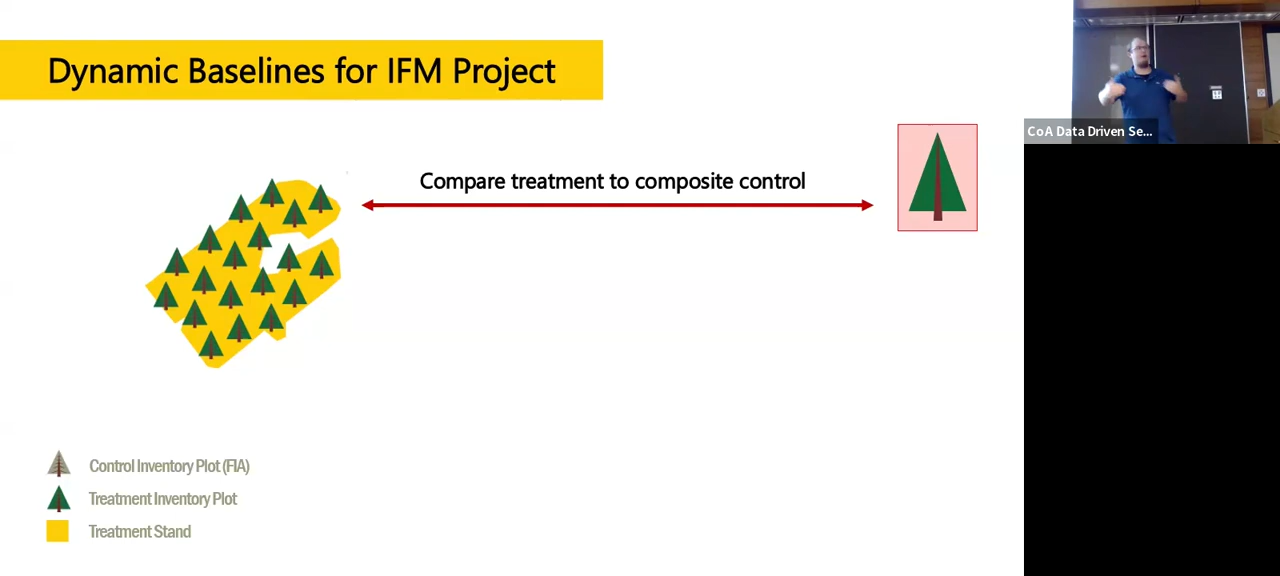 Dynamic Baselines for IFM Project
Compare treatment to composite control
CoA Data Driven Se...
Control Inventory Plot (FIA)
Treatment Inventory Plot
Treatment Stand